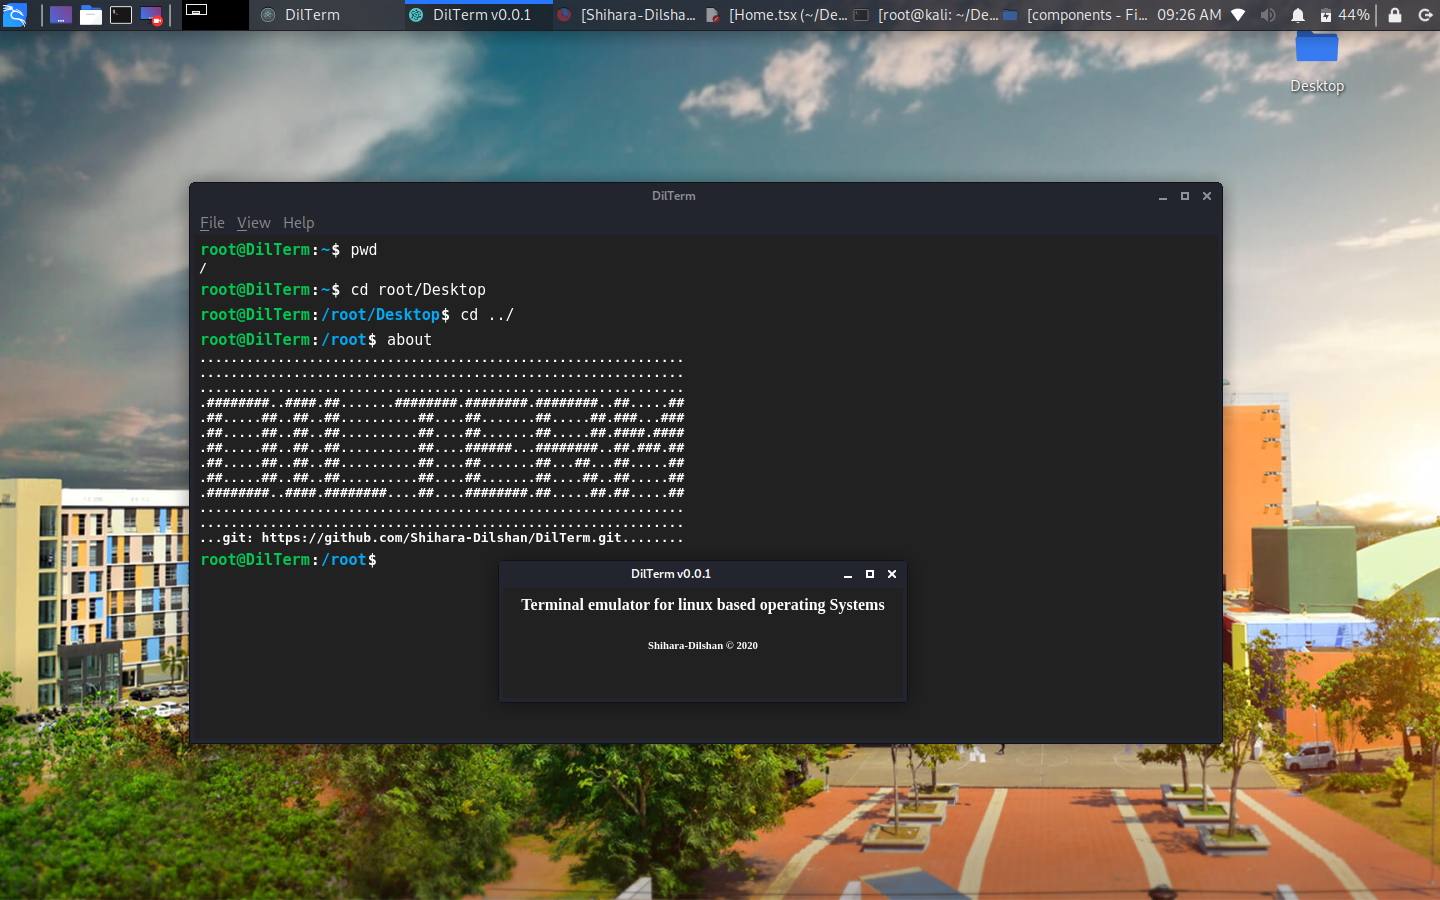 DilTerm
DilTerm v0.0.1
[Shihara-Dilsha...
[Home.tsx (~/De...
[root@kali: ~/De...
[components - Fi...
09:26 AM
44%
Desktop
DilTerm
File View Help
root@DilTerm:~$ pwd
/
root@DilTerm:~$ cd root/Desktop
root@DilTerm:/root/Desktop$ cd ../
root@DilTerm:/root$ about
..............................................................
..............................................................
..............................................................
.########..####.##.......########.########.########..##.....##
.##.....##..##..##..........##....##.......##.....##.###...###
.##.....##..##..##..........##....##.......##.....##.####.####
.##.....##..##..##..........##....######...########..##.###.##
.##.....##..##..##..........##....##.......##...##...##.....##
.##.....##..##..##..........##....##.......##....##..##.....##
.########..####.########....##....########.##.....##.##.....##
..............................................................
..............................................................
...git: https://github.com/Shihara-Dilshan/DilTerm.git........
root@DilTerm:/root$
DilTerm v0.0.1
Terminal emulator for linux based operating Systems
Shihara-Dilshan © 2020